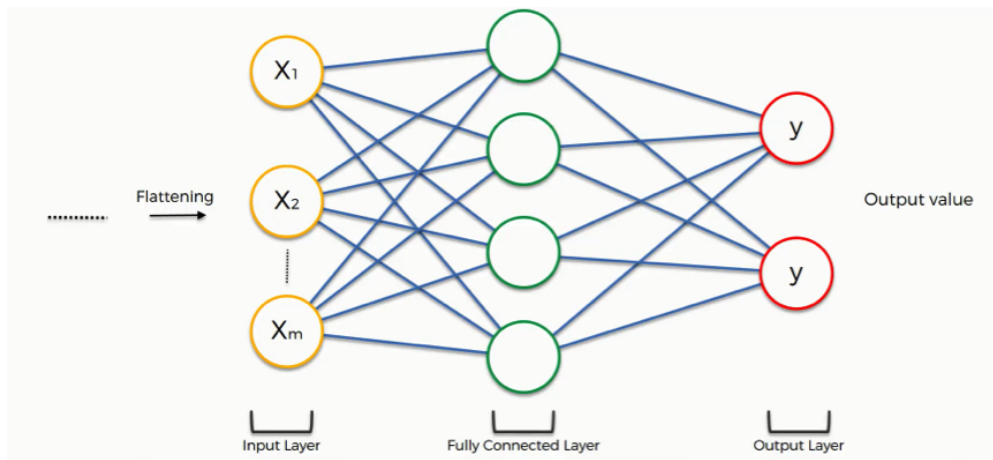 X1
Flattening
X2
Xm
y
y
Output value
Input Layer
Fully Connected Layer
Output Layer